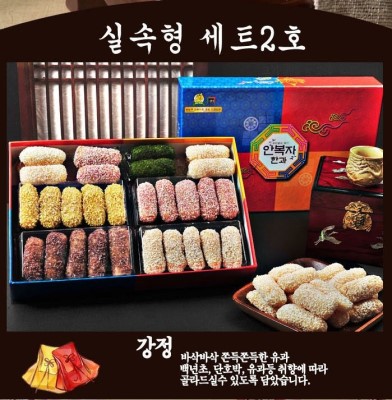 실속형 세트2호
안복자
한과
강정
바삭바삭 쫀득쫀득한 유과
백년초, 단호박, 유과등 취향에 따라
골라드실수 있도록 담았습니다.